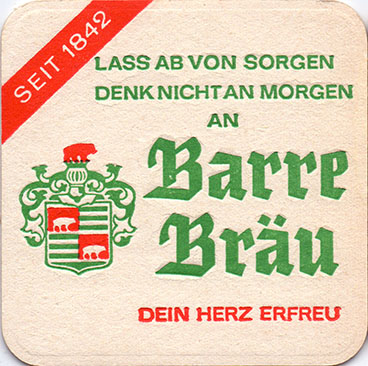 SEIT 1842
LASS AB VON SORGEN
DENK NICHT AN MORGEN
AN
Barre
Bräu
DEIN HERZ ERFREU